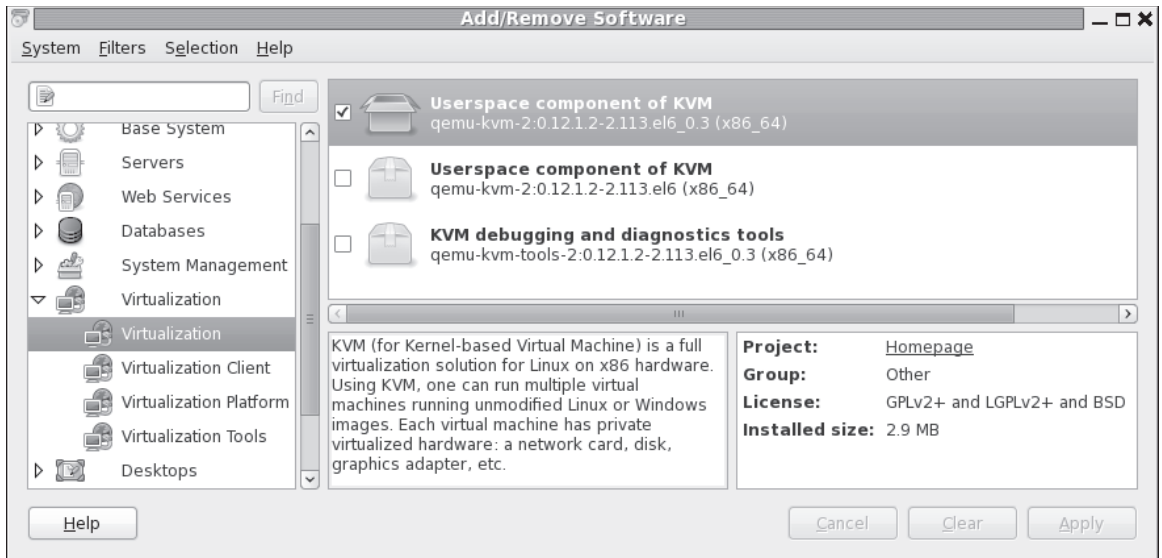 Add/Remove Software
System Filters Selection Help
Find
Base System
Servers
Web Services
Databases
System Management
Virtualization
Virtualization
Virtualization Client
Virtualization Platform
Virtualization Tools
Desktops
Userspace component of KVM
qemu-kvm-2:0.12.1.2-2.113.el6_0.3 (x86_64)
Userspace component of KVM
qemu-kvm-2:0.12.1.2-2.113.el6 (x86_64)
KVM debugging and diagnostics tools
qemu-kvm-tools-2:0.12.1.2-2.113.el6_0.3 (x86_64)
KVM (for Kernel-based Virtual Machine) is a full
virtualization solution for Linux on x86 hardware.
Using KVM, one can run multiple virtual
machines running unmodified Linux or Windows
images. Each virtual machine has private
virtualized hardware: a network card, disk,
graphics adapter, etc.
Project: Homepage
Group: Other
License: GPLv2+ and LGPLv2+ and BSD
Installed size: 2.9 MB
Help
Cancel Clear Apply